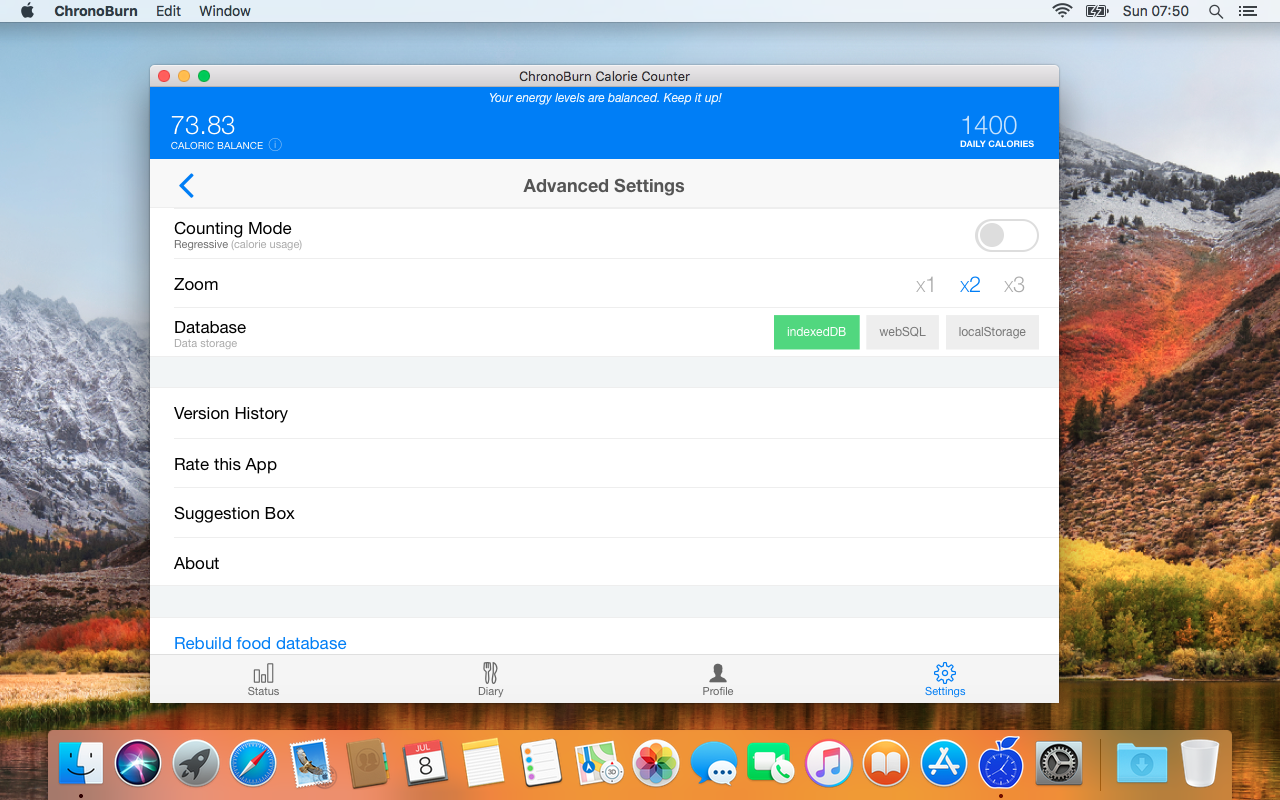 ChronoBurn Edit Window Sun 07:50
ChronoBurn Calorie Counter
Your energy levels are balanced. Keep it up!
73.83 1400
CALORIC BALANCE DAILY CALORIES
Advanced Settings
Counting Mode
Regressive (calorie usage)
Zoom x1 x2 x3
Database
Data storage
indexedDB webSQL localStorage
Version History
Rate this App
Suggestion Box
About
Rebuild food database
Status Diary Profile Settings
JUL
8
3D